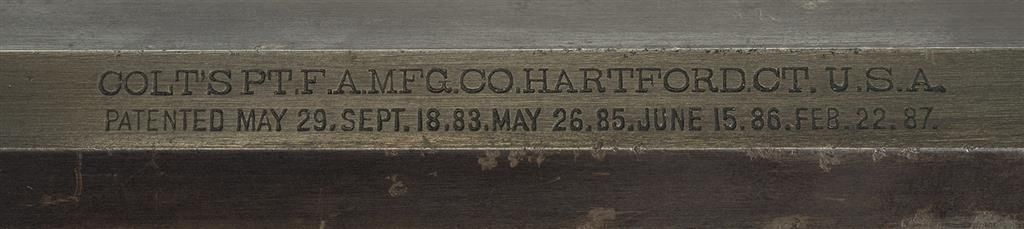 COLT'S PT.F.A.MFG.CO.HARTFORD.CT. U.S.A.
PATENTED MAY 29. SEPT. 18.83. MAY 26.85. JUNE 15.86. FEB. 22.87.